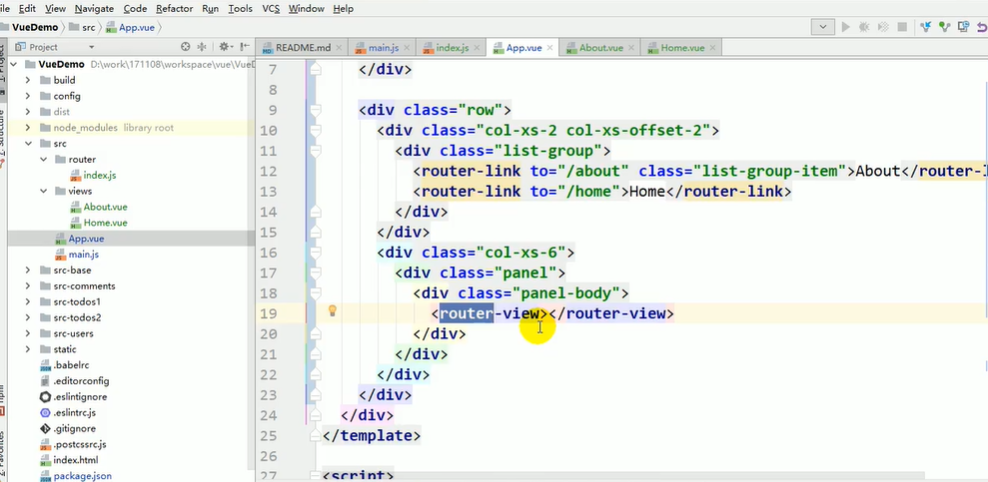 File Edit View Navigate Code Refactor Run Tools VCS Window Help
VueDemo src App.vue
Project
README.md main.js index.js App.vue About.vue Home.vue
VueDemo D:\work\171108\workspace\vue\Vue
build
config
dist
node_modules library root
src
router
index.js
views
About.vue
Home.vue
App.vue
main.js
src-base
src-comments
src-todos1
src-todos2
src-users
static
.babelrc
.editorconfig
.eslintignore
.eslintrc.js
.gitignore
.postcssrc.js
index.html
package.json
7 </div>
8
9 <div class="row">
10 <div class="col-xs-2 col-xs-offset-2">
11 <div class="list-group">
12 <router-link to="/about" class="list-group-item">About</router-l
13 <router-link to="/home">Home</router-link>
14 </div>
15 </div>
16 <div class="col-xs-6">
17 <div class="panel">
18 <div class="panel-body">
19 <router-view></router-view>
20 </div>
21 </div>
22 </div>
23 </div>
24 </div>
25 </template>
26
27 <script>